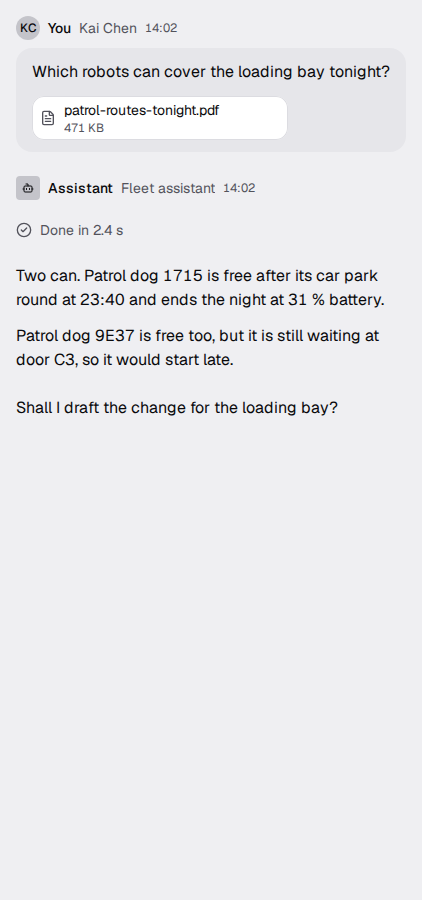 KC You Kai Chen 14:02
Which robots can cover the loading bay tonight?
patrol-routes-tonight.pdf
471 KB
Assistant Fleet assistant 14:02
Done in 2.4 s
Two can. Patrol dog 1715 is free after its car park
round at 23:40 and ends the night at 31 % battery.
Patrol dog 9E37 is free too, but it is still waiting at
door C3, so it would start late.
Shall I draft the change for the loading bay?